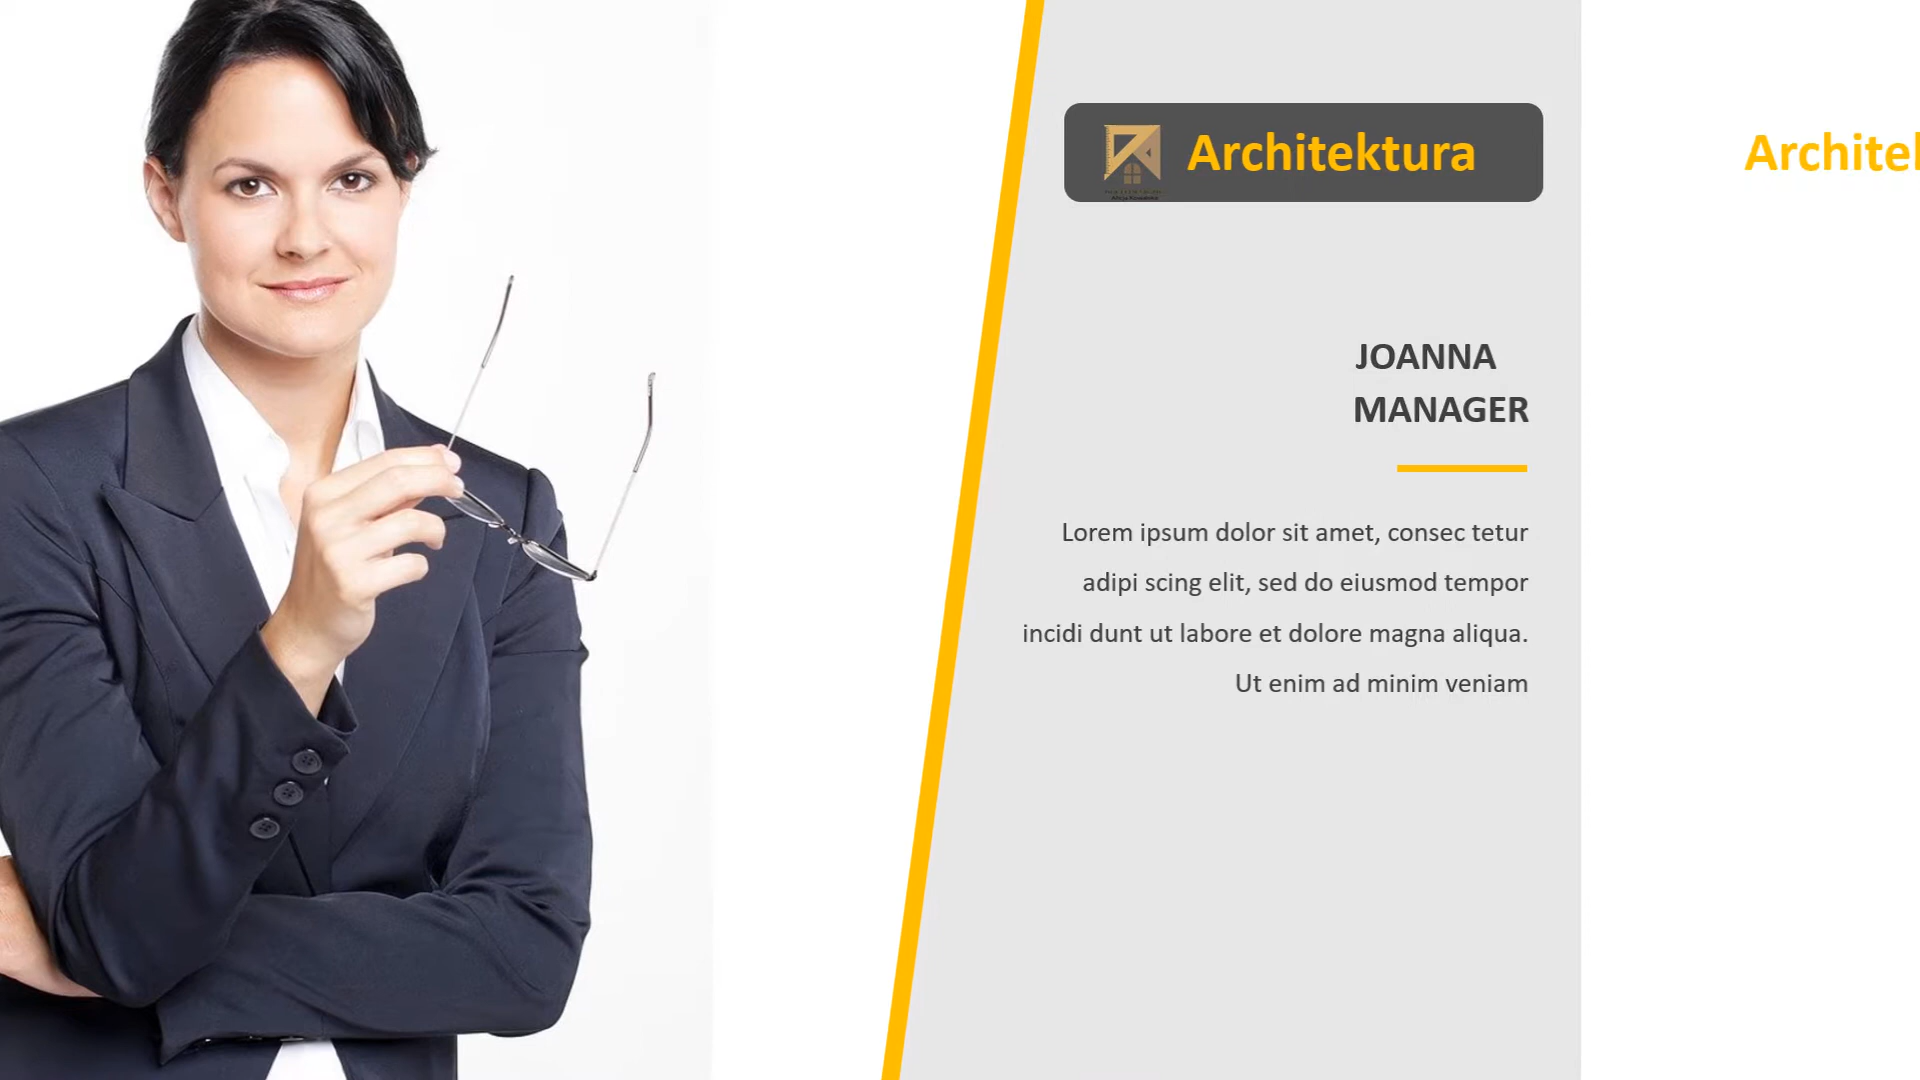 Architektura
Archite
JOANNA
MANAGER
Lorem ipsum dolor sit amet, consec tetur
adipi scing elit, sed do eiusmod tempor
incidi dunt ut labore et dolore magna aliqua.
Ut enim ad minim veniam